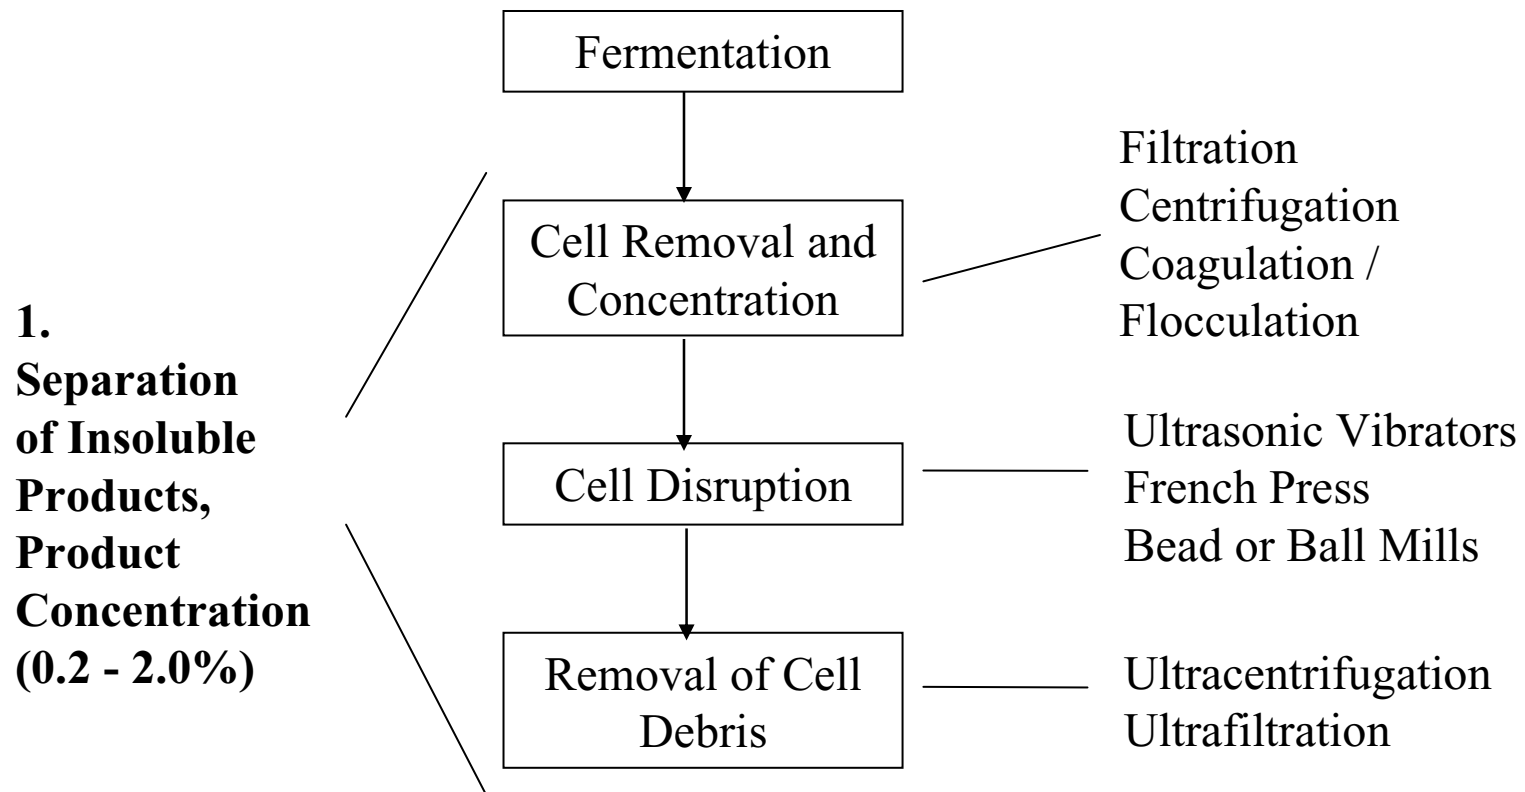 Fermentation
Cell Removal and
Concentration
Filtration
Centrifugation
Coagulation /
Flocculation
1.
Separation
of Insoluble
Products,
Product
Concentration
(0.2 - 2.0%)
Cell Disruption
Ultrasonic Vibrators
French Press
Bead or Ball Mills
Removal of Cell
Debris
Ultracentrifugation
Ultrafiltration